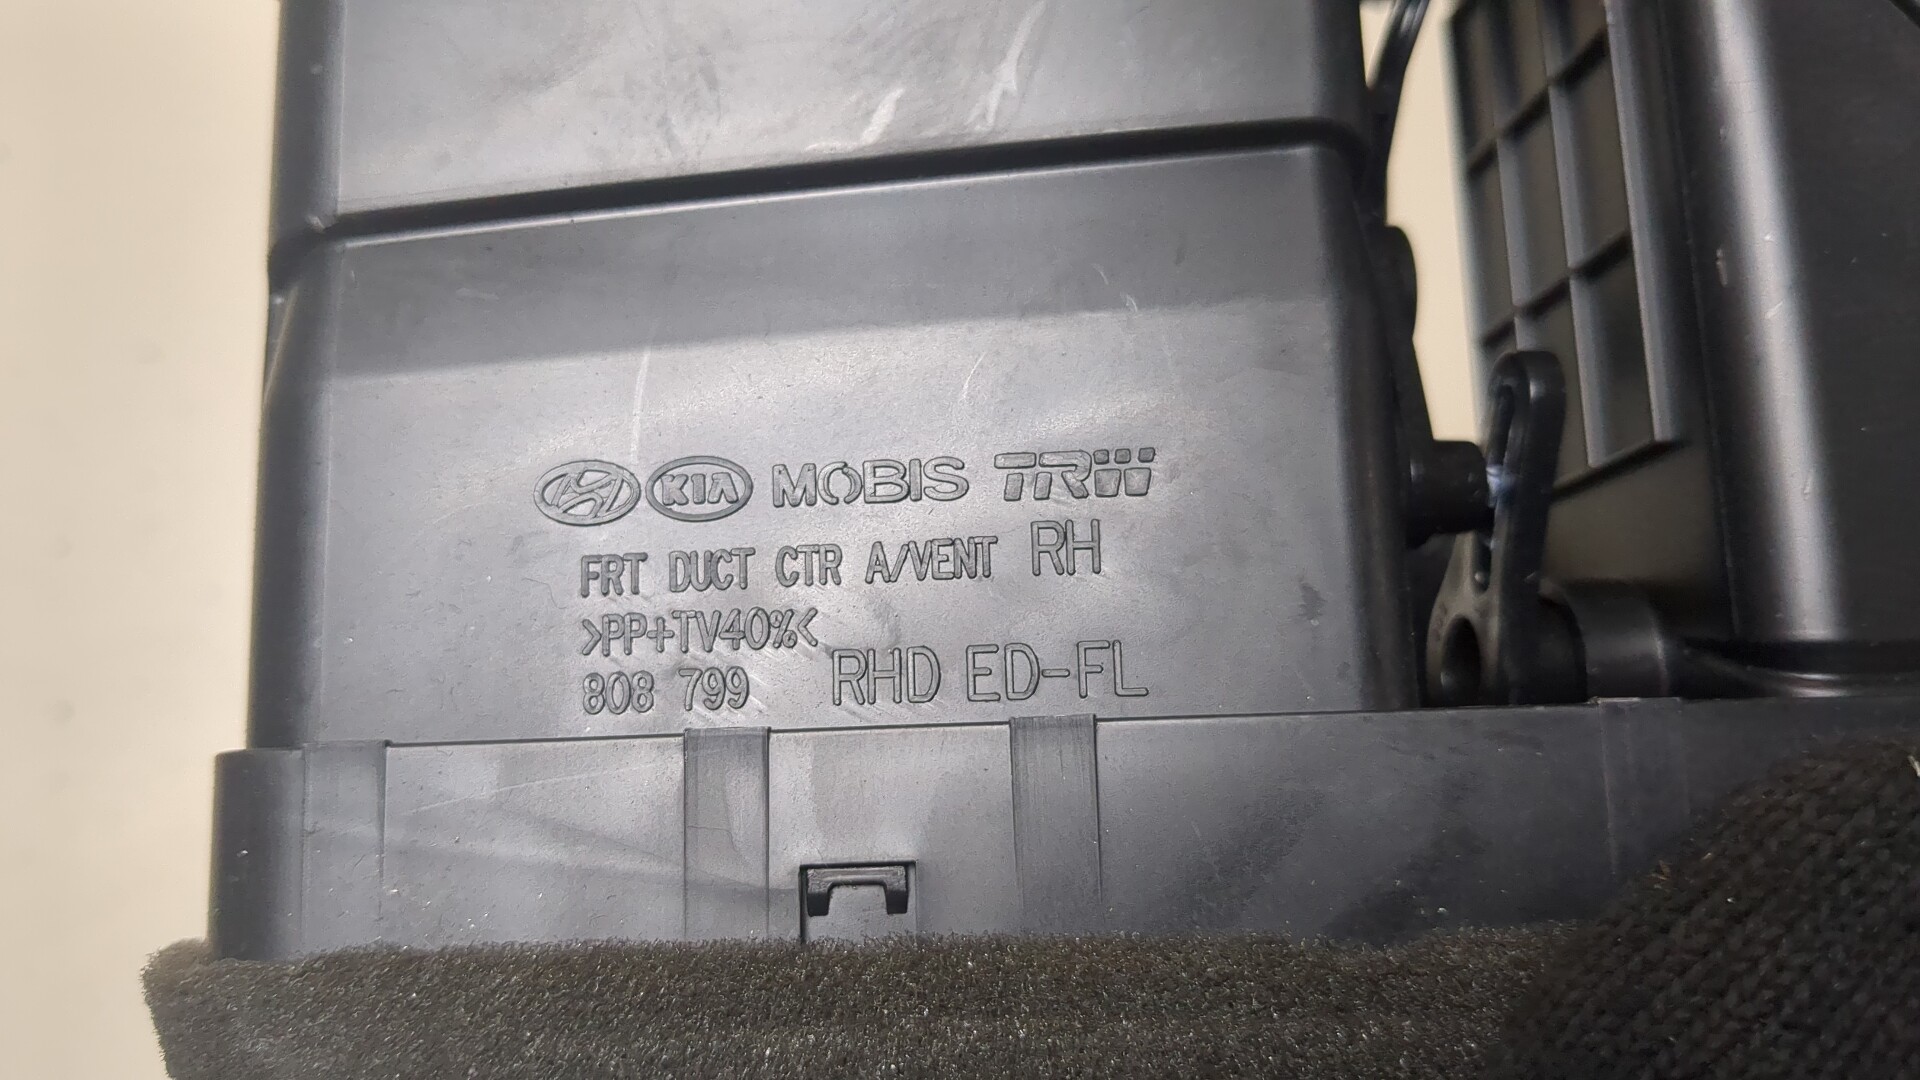 KIA MOBIS TRW
FRT DUCT CTR A/VENT RH
>PP+TV40%<
808 799 RHD ED-FL